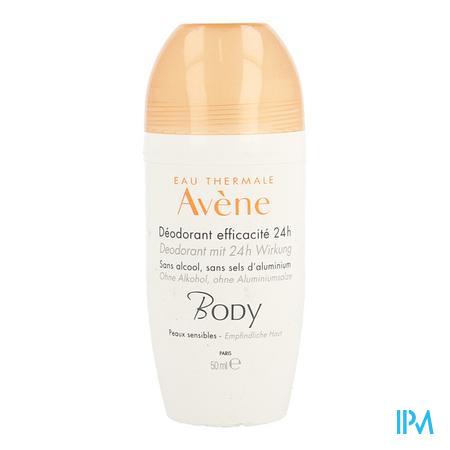 EAU THERMALE
Avène
Déodorant efficacité 24h
Deodorant mit 24h Wirkung
Sans alcool, sans sels d'aluminium
Ohne Alkohol, ohne Aluminiumsalze
BODY
Peaux sensibles - Empfindliche Haut
PARIS
50 ml ℮
IPM